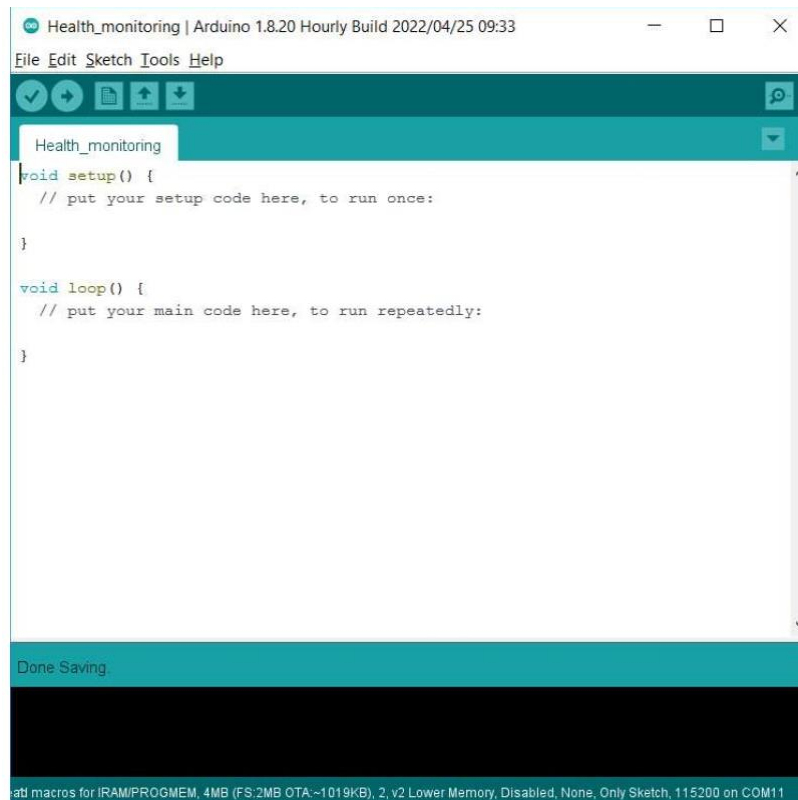 Health_monitoring | Arduino 1.8.20 Hourly Build 2022/04/25 09:33
File Edit Sketch Tools Help
Health_monitoring
void setup() {
  // put your setup code here, to run once:
}
void loop() {
  // put your main code here, to run repeatedly:
}
Done Saving.
macros for IRAM/PROGMEM, 4MB (FS:2MB OTA:~1019KB), 2, v2 Lower Memory, Disabled, None, Only Sketch, 115200 on COM11